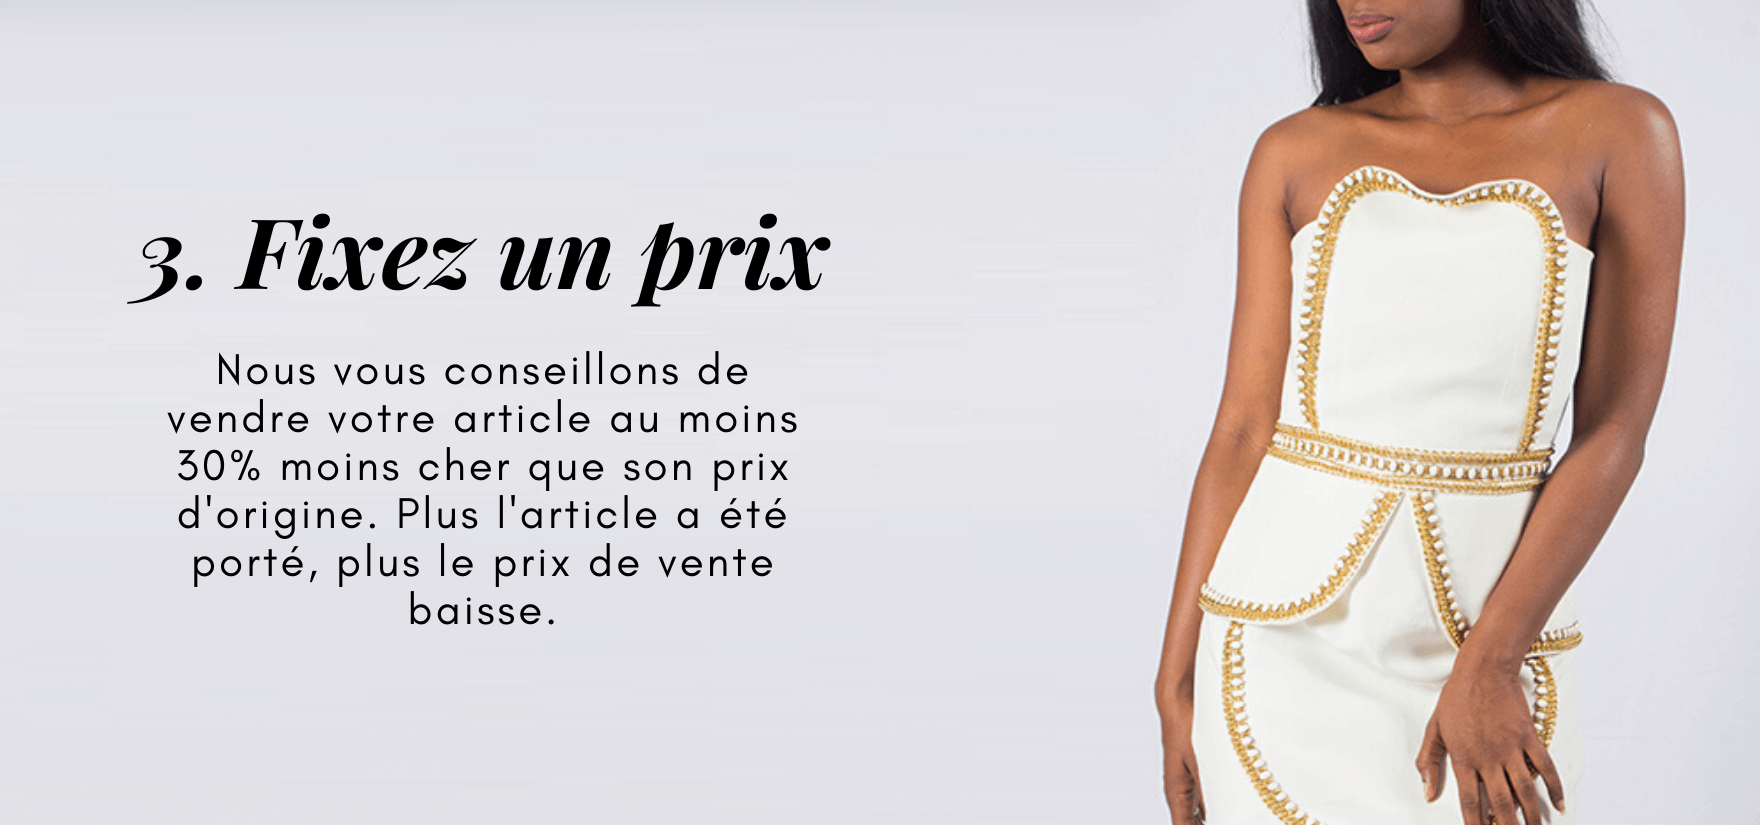 3. Fixez un prix
Nous vous conseillons de
vendre votre article au moins
30% moins cher que son prix
d'origine. Plus l'article a été
porté, plus le prix de vente
baisse.